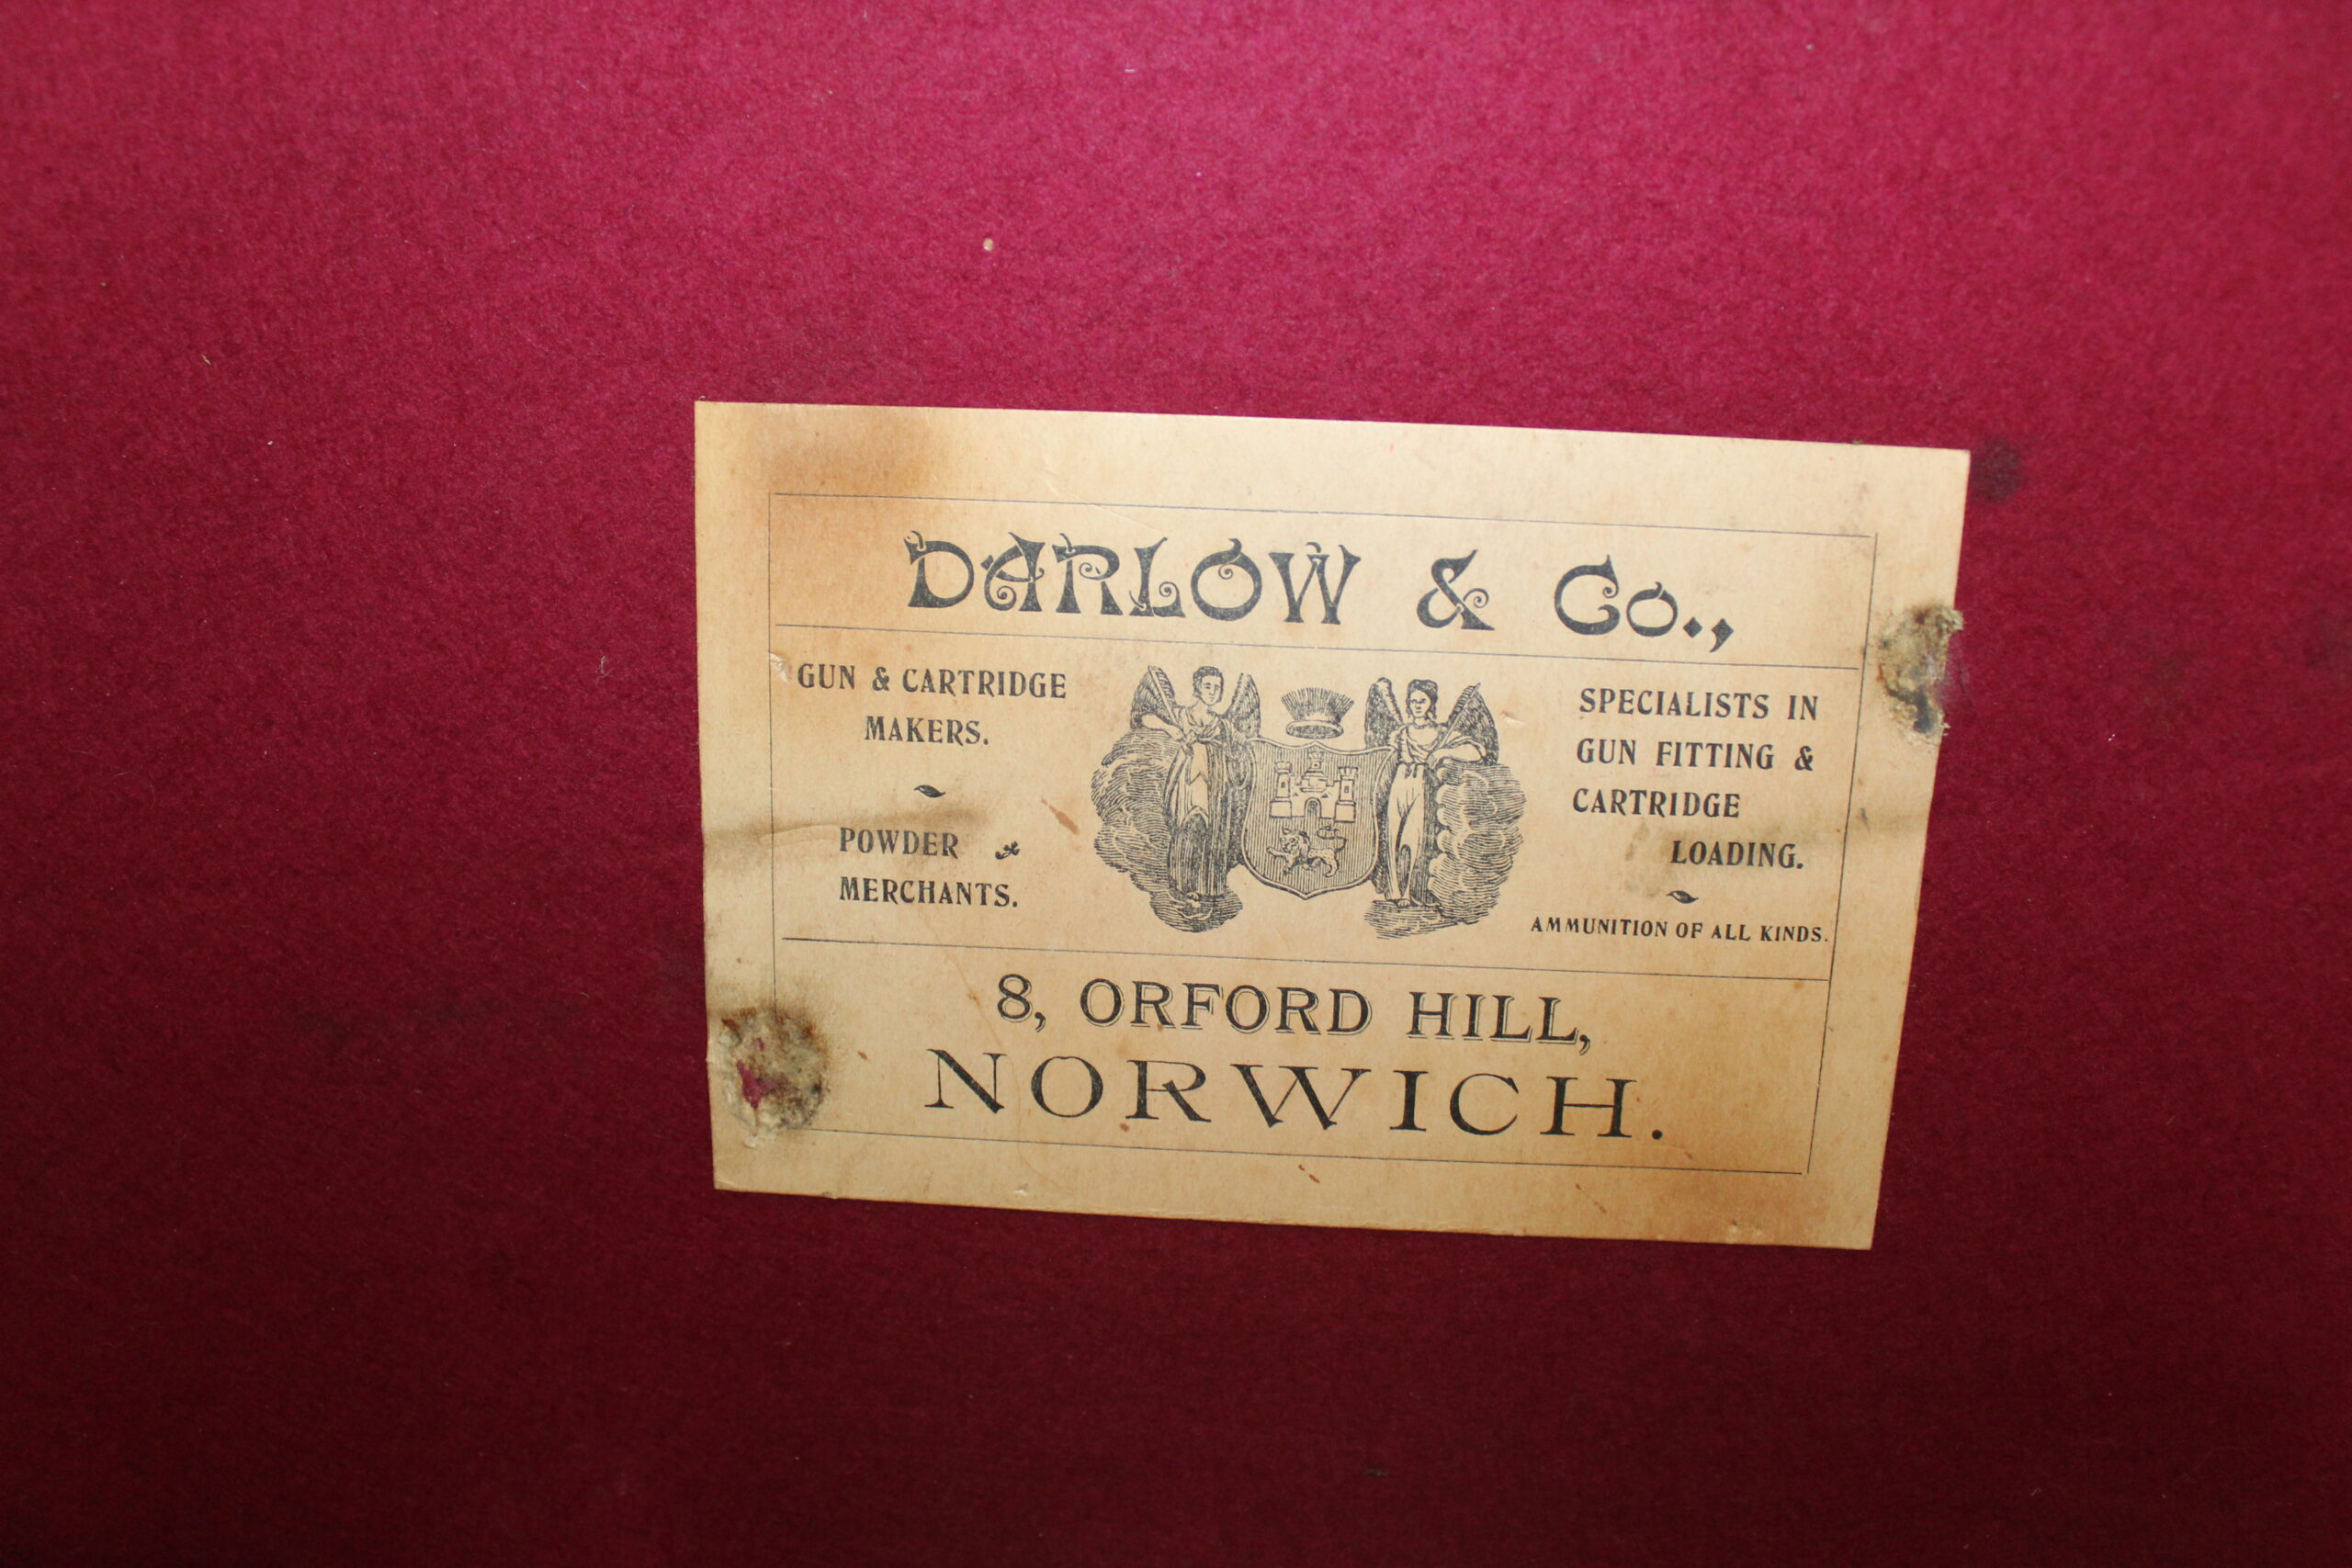 DARLOW & Co.,
GUN & CARTRIDGE
MAKERS.
POWDER
MERCHANTS.
SPECIALISTS IN
GUN FITTING &
CARTRIDGE
LOADING.
AMMUNITION OF ALL KINDS.
8, ORFORD HILL,
NORWICH.